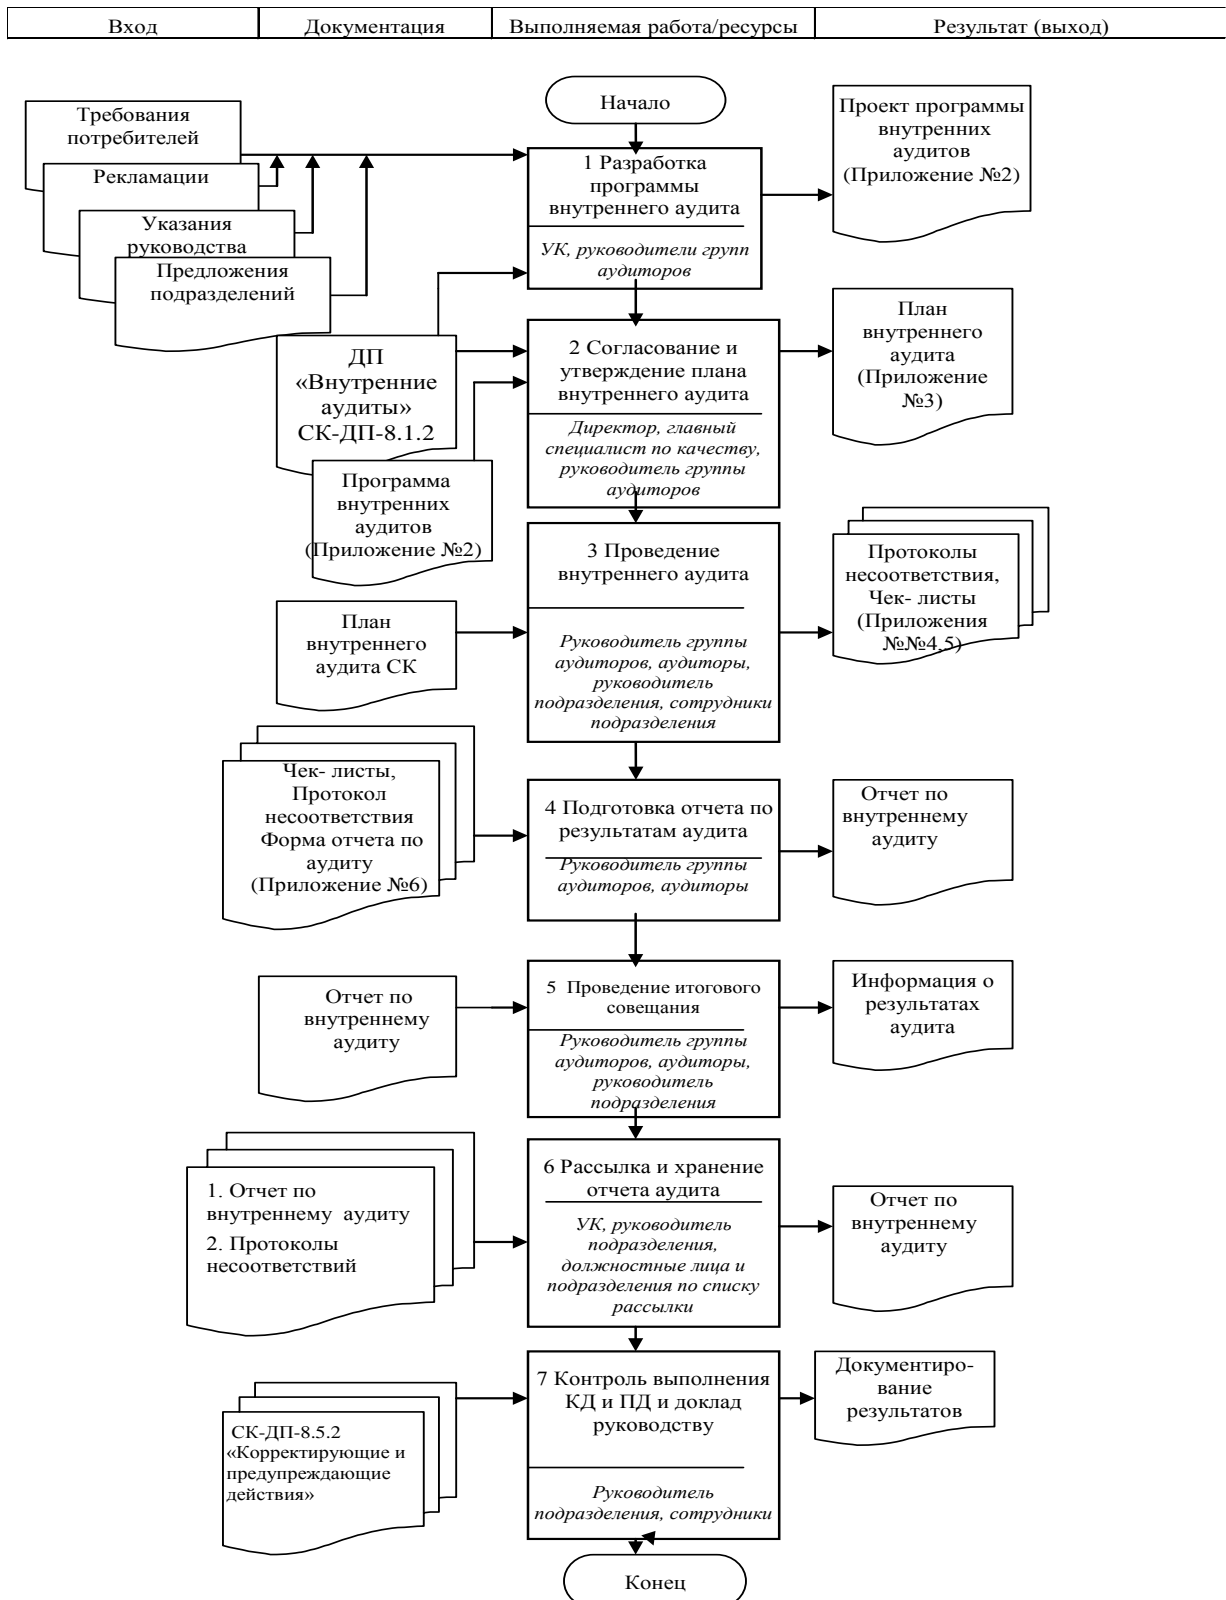 Вход
Документация
Выполняемая работа/ресурсы
Результат (выход)
Начало
Требования
потребителей
Рекламации
Указания
руководства
Предложения
подразделений
1 Разработка
программы
внутреннего аудита
УК, руководители групп
аудиторов
Проект программы
внутренних
аудитов
(Приложение №2)
ДП
«Внутренние
аудиты»
СК-ДП-8.1.2
Программа
внутренних
аудитов
(Приложение №2)
2 Согласование и
утверждение плана
внутреннего аудита
Директор, главный
специалист по качеству,
руководитель группы
аудиторов
План
внутреннего
аудита
(Приложение
№3)
План
внутреннего
аудита СК
3 Проведение
внутреннего аудита
Руководитель группы
аудиторов, аудиторы,
руководитель
подразделения, сотрудники
подразделения
Протоколы
несоответствия,
Чек- листы
(Приложения
№№4,5)
Чек- листы,
Протокол
несоответствия
Форма отчета по
аудиту
(Приложение №6)
4 Подготовка отчета по
результатам аудита
Руководитель группы
аудиторов, аудиторы
Отчет по
внутреннему
аудиту
Отчет по
внутреннему
аудиту
5 Проведение итогового
совещания
Руководитель группы
аудиторов, аудиторы,
руководитель
подразделения
Информация о
результатах
аудита
1. Отчет по
внутреннему аудиту
2. Протоколы
несоответствий
6 Рассылка и хранение
отчета аудита
УК, руководитель
подразделения,
должностные лица и
подразделения по списку
рассылки
Отчет по
внутреннему
аудиту
СК-ДП-8.5.2
«Корректирующие и
предупреждающие
действия»
7 Контроль выполнения
КД и ПД и доклад
руководству
Руководитель
подразделения, сотрудники
Документиро-
вание
результатов
Конец